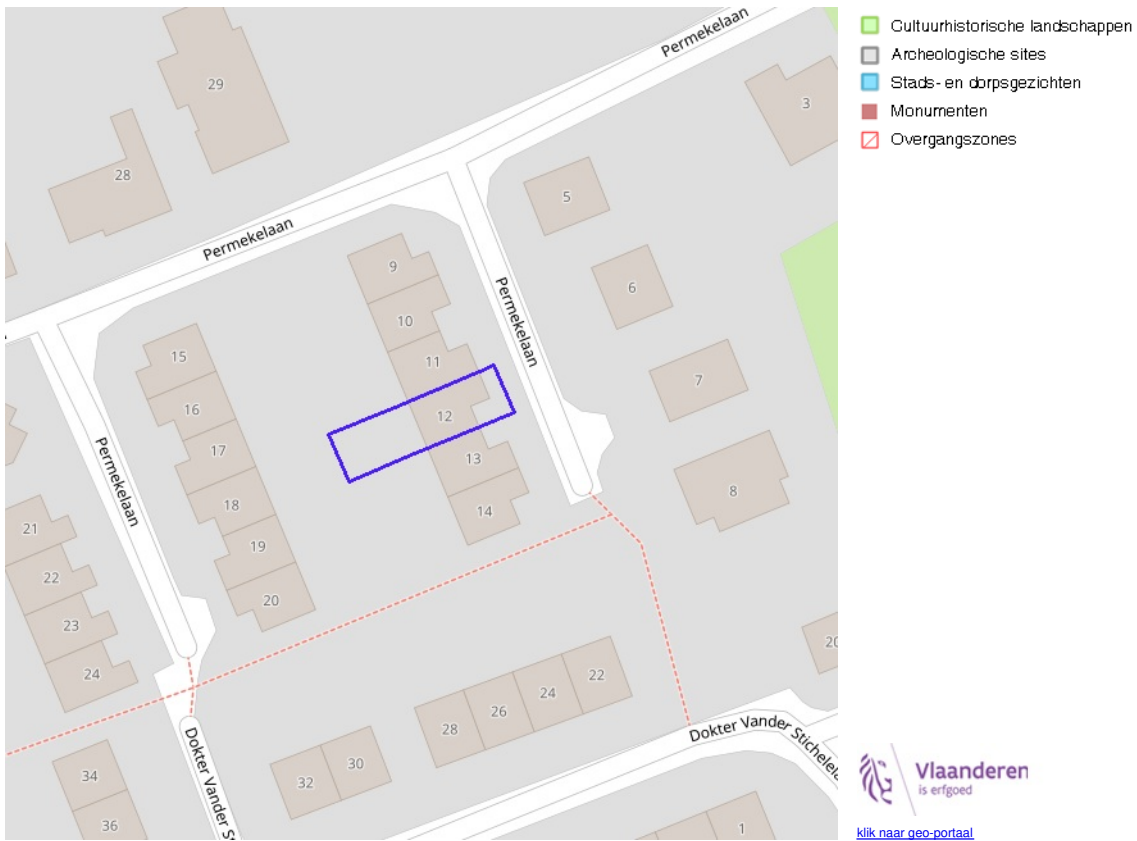 Permekelaan
29
3
28
5
Permekelaan
9
6
10
Permekelaan
15
11
7
16
12
Permekelaan
17
13
8
18
14
21
19
22
20
23
20
24
22
24
26
28
Dokter Vander Stichelela
30
32
Dokter Vander S
34
36
1
Cultuurhistorische landschappen
Archeologische sites
Stads- en dorpsgezichten
Monumenten
Overgangszones
Vlaanderen
is erfgoed
klik naar geo-portaal